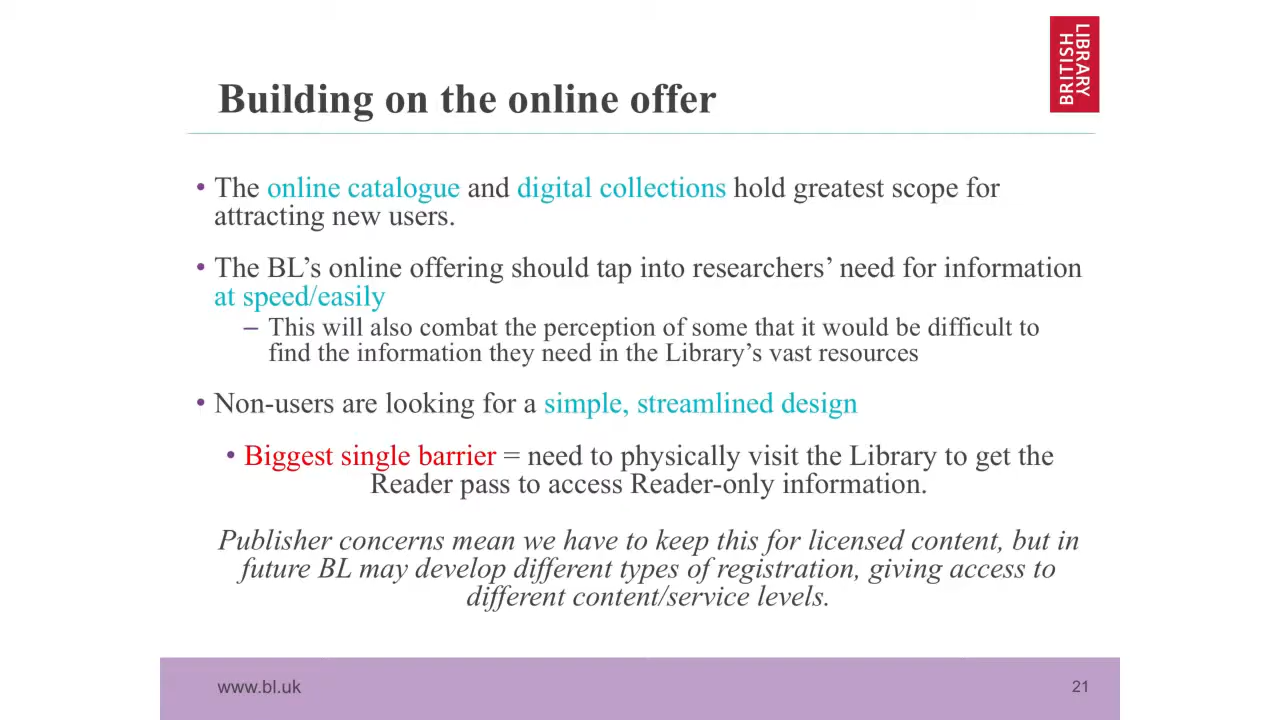 LIBRARY
BRITISH
Building on the online offer
• The online catalogue and digital collections hold greatest scope for
attracting new users.
• The BL’s online offering should tap into researchers’ need for information
at speed/easily
– This will also combat the perception of some that it would be difficult to
find the information they need in the Library’s vast resources
• Non-users are looking for a simple, streamlined design
• Biggest single barrier = need to physically visit the Library to get the
Reader pass to access Reader-only information.
Publisher concerns mean we have to keep this for licensed content, but in
future BL may develop different types of registration, giving access to
different content/service levels.
www.bl.uk
21